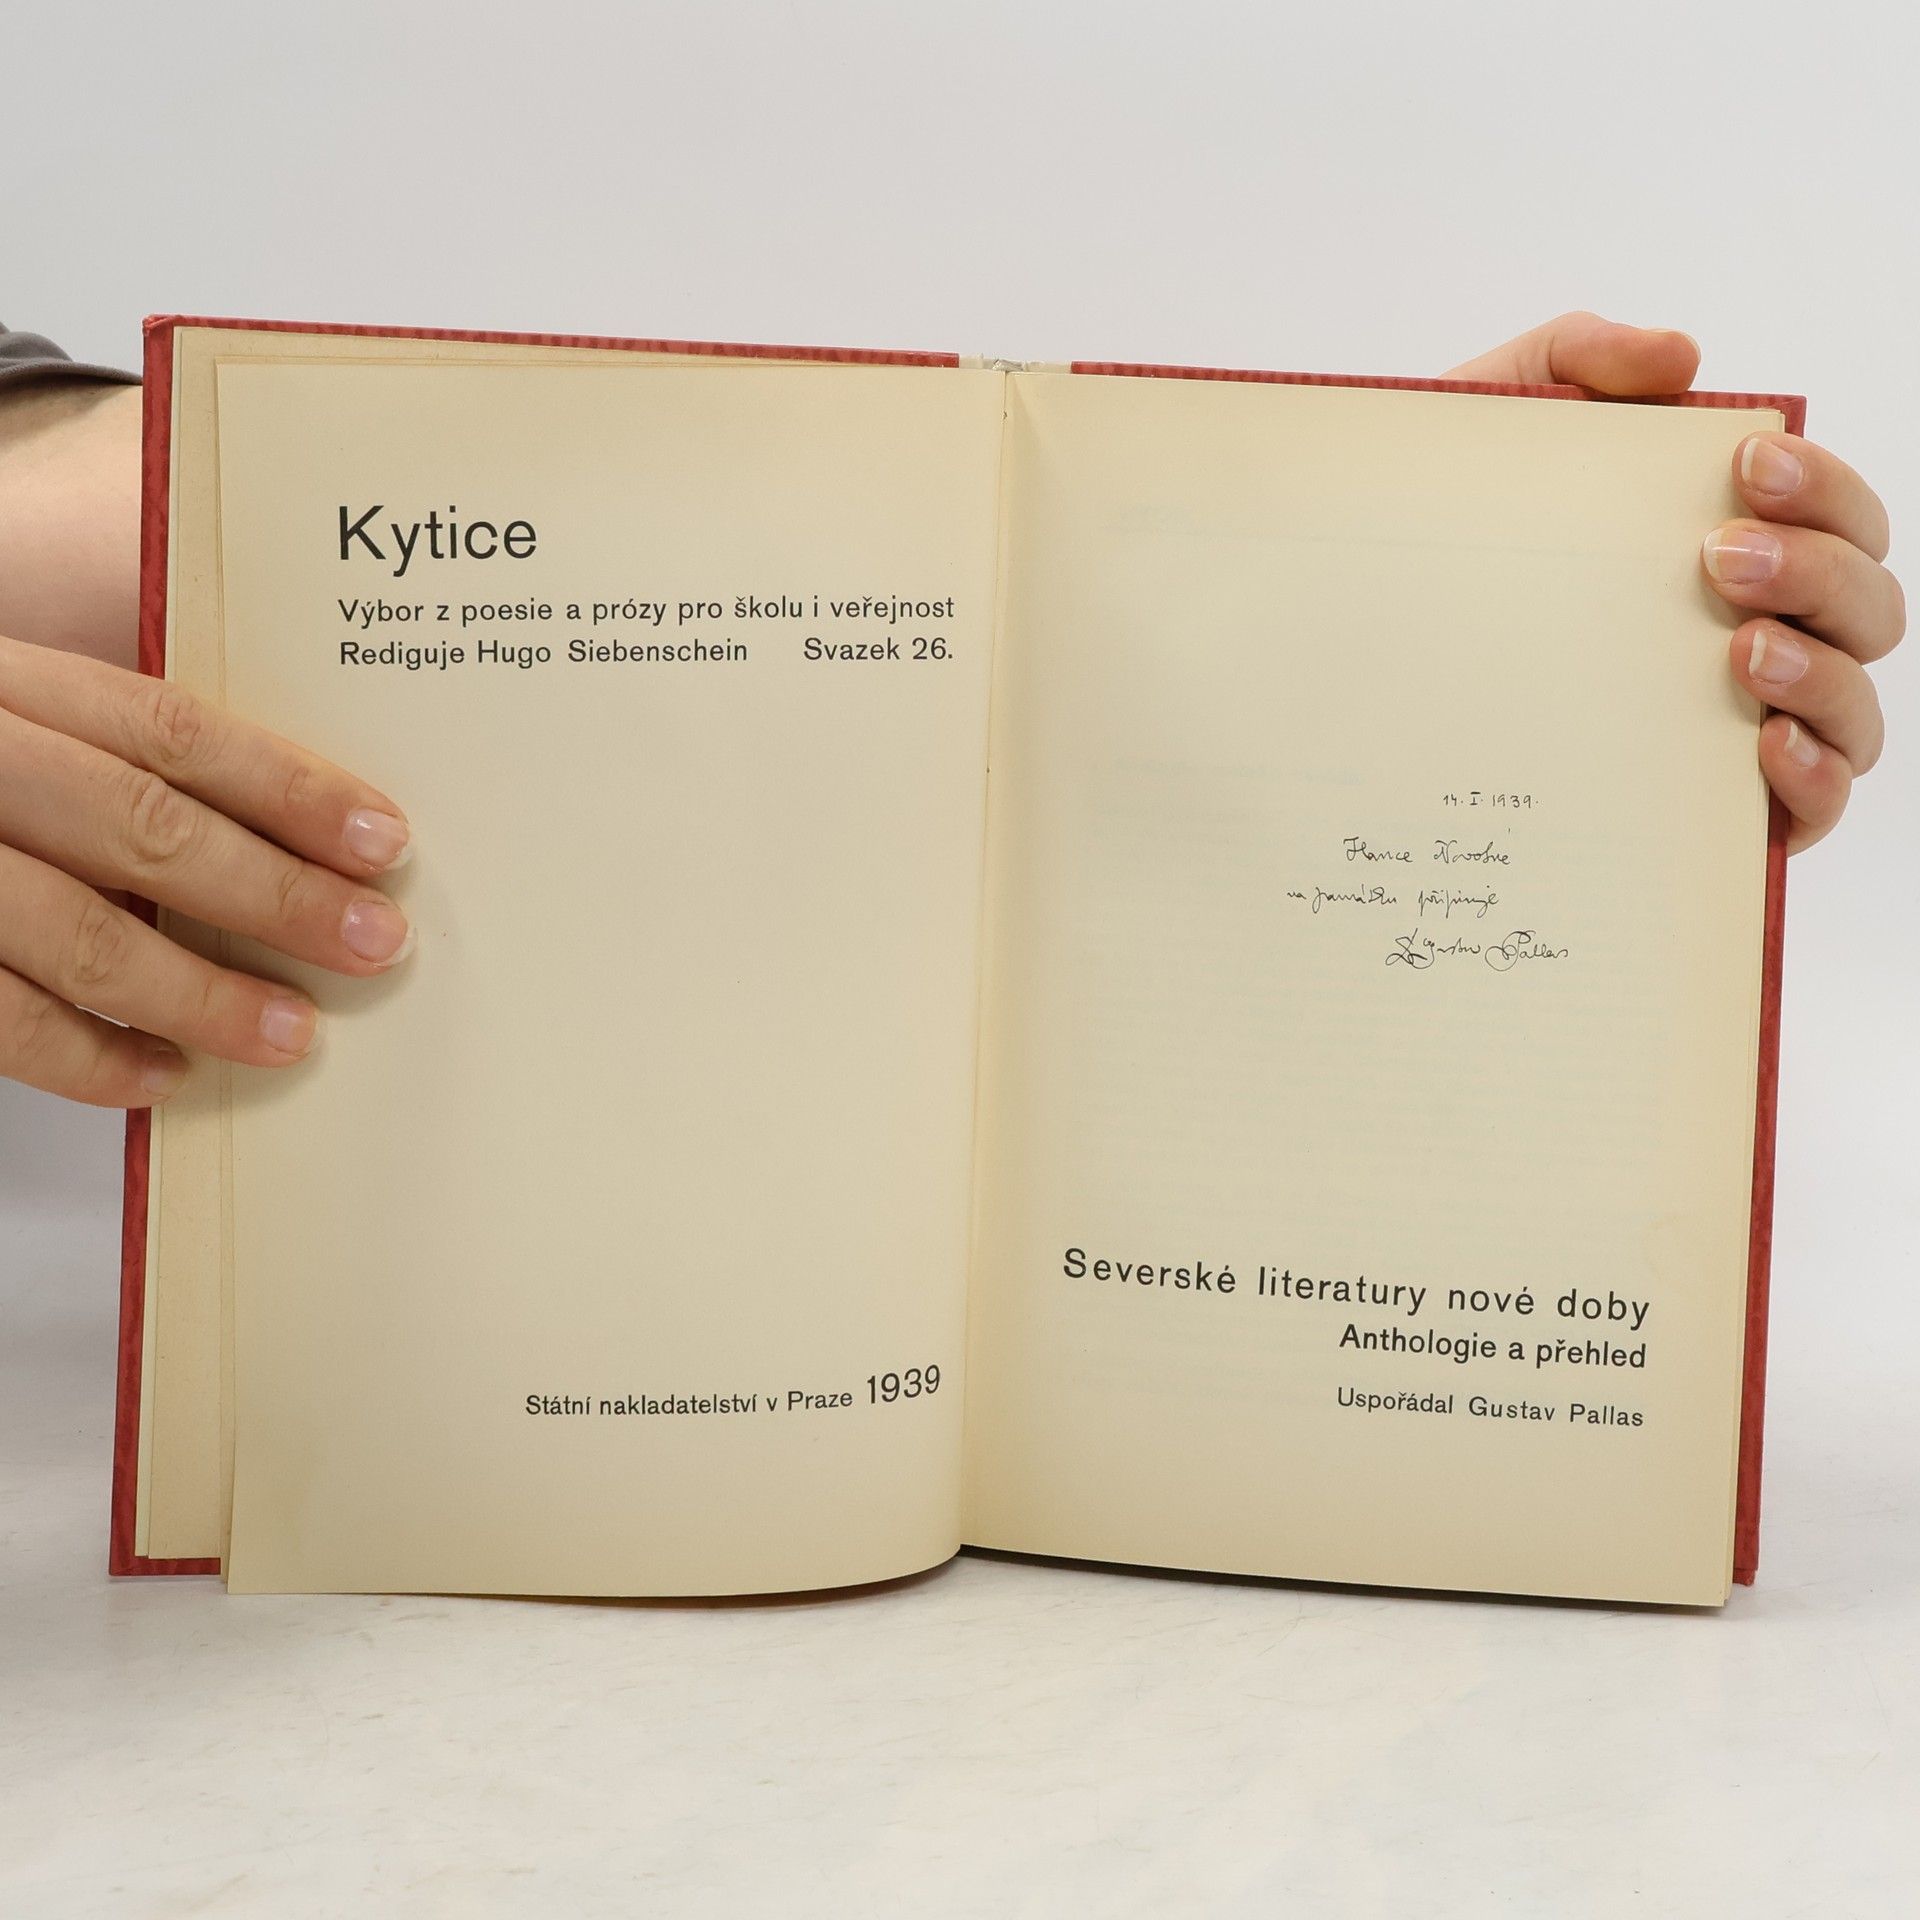 Kytice
Výbor z poesie a prózy pro školu i veřejnost
Rediguje Hugo Siebenschein Svazek 26.
Státní nakladatelství v Praze 1939
14. I. 1939.
Hance Novotné
na památku připisuje
Gustav Pallas
Severské literatury nové doby
Anthologie a přehled
Uspořádal Gustav Pallas